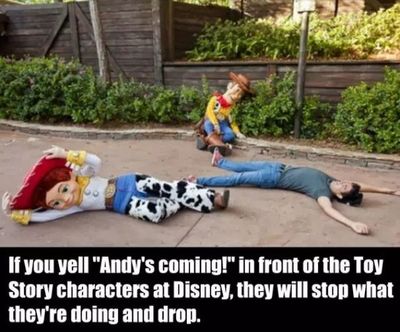 If you yell "Andy's coming!" in front of the Toy
Story characters at Disney, they will stop what
they're doing and drop.